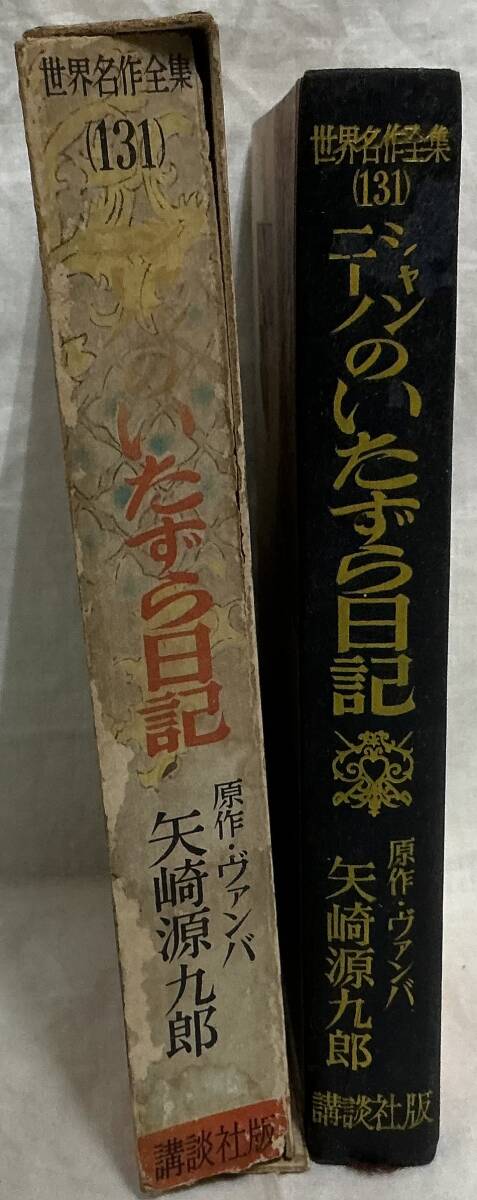 世界名作全集
(131)
のいたずら日記
原作・ヴァンバ
矢崎源九郎
講談社版
世界名作全集
(131)
ジャン
ニーノ
のいたずら日記
原作・ヴァンバ
矢崎源九郎
講談社版